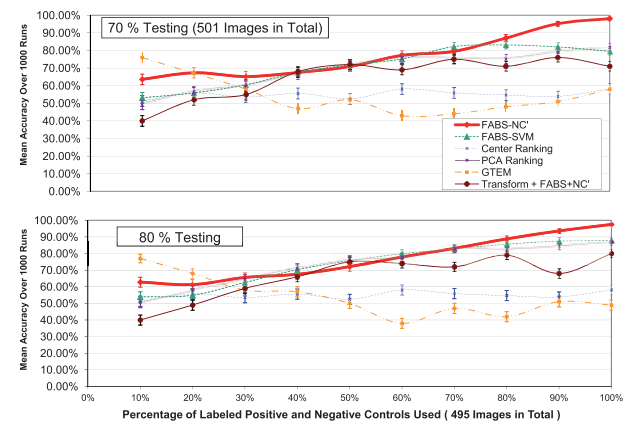 70 % Testing (501 Images in Total)
Mean Accuracy Over 1000 Runs
100.00%
90.00%
80.00%
70.00%
60.00%
50.00%
40.00%
30.00%
20.00%
10.00%
0.00%
FABS-NC'
FABS-SVM
Center Ranking
PCA Ranking
GTEM
Transform + FABS+NC'
80 % Testing
Mean Accuracy Over 1000 Runs
100.00%
90.00%
80.00%
70.00%
60.00%
50.00%
40.00%
30.00%
20.00%
10.00%
0.00%
0% 10% 20% 30% 40% 50% 60% 70% 80% 90% 100%
Percentage of Labeled Positive and Negative Controls Used ( 495 Images in Total )